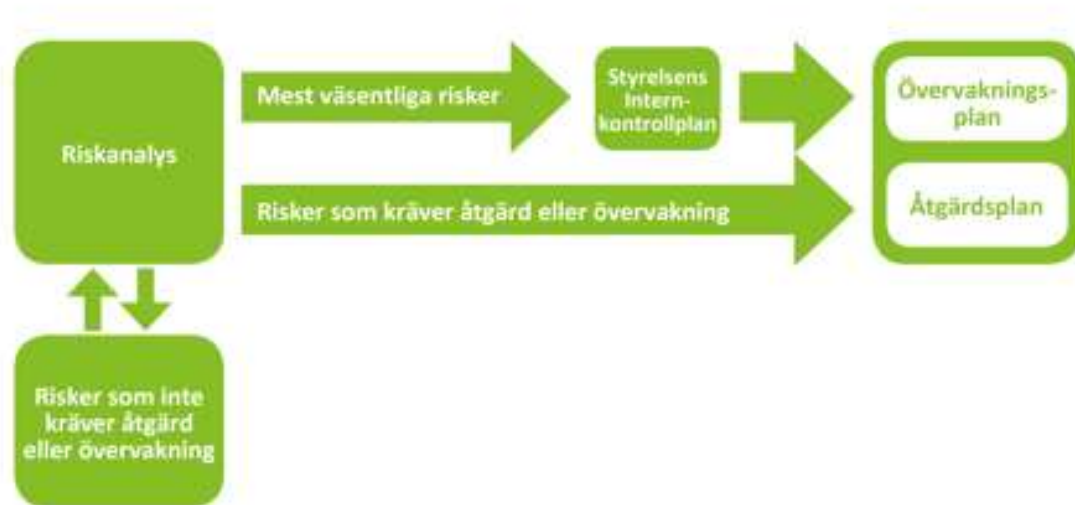 Riskanalys
Mest väsentliga risker
Styrelsens
Intern-
kontrollplan
Övervaknings-
plan
Risker som kräver åtgärd eller övervakning
Åtgärdsplan
Risker som inte
kräver åtgärd
eller övervakning